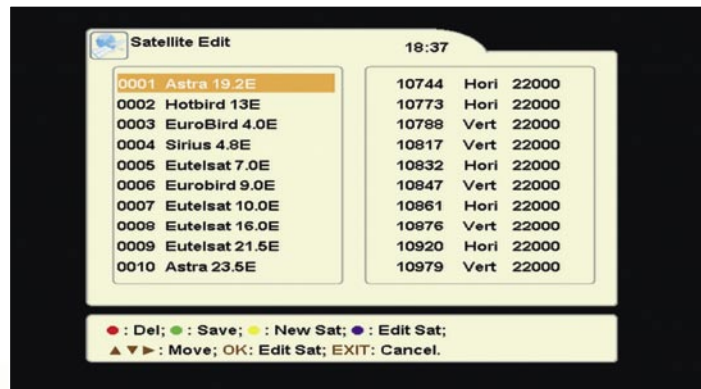 Satellite Edit 18:37
0001 Astra 19.2E 10744 Hori 22000
0002 Hotbird 13E 10773 Hori 22000
0003 EuroBird 4.0E 10788 Vert 22000
0004 Sirius 4.8E 10817 Vert 22000
0005 Eutelsat 7.0E 10832 Hori 22000
0006 Eurobird 9.0E 10847 Vert 22000
0007 Eutelsat 10.0E 10861 Hori 22000
0008 Eutelsat 16.0E 10876 Vert 22000
0009 Eutelsat 21.5E 10920 Hori 22000
0010 Astra 23.5E 10979 Vert 22000
● : Del; ● : Save; ● : New Sat; ● : Edit Sat;
▲ ▼ ► : Move; OK: Edit Sat; EXIT: Cancel.